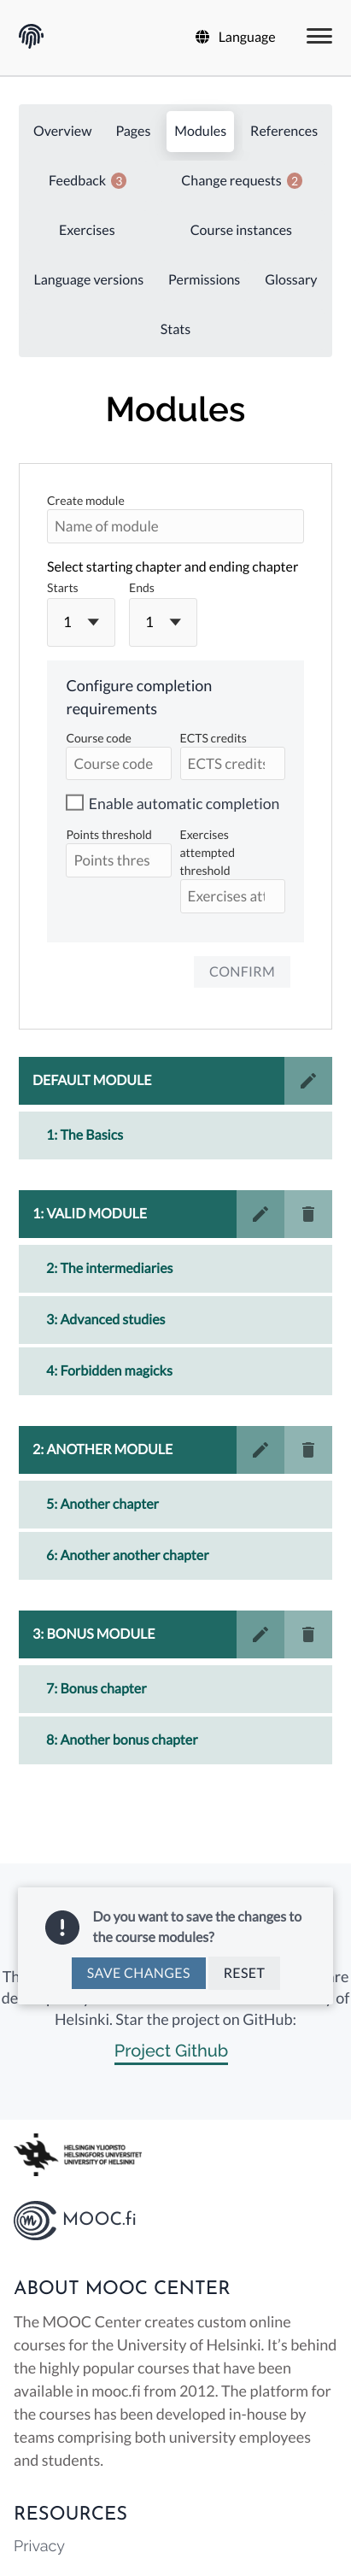 Language
Overview Pages Modules References
Feedback 3 Change requests 2
Exercises Course instances
Language versions Permissions Glossary
Stats
Modules
Create module
Name of module
Select starting chapter and ending chapter
Starts Ends
1 1
Configure completion
requirements
Course code ECTS credits
Course code ECTS credits
Enable automatic completion
Points threshold Exercises
attempted
threshold
Points thres Exercises att
CONFIRM
DEFAULT MODULE
1: The Basics
1: VALID MODULE
2: The intermediaries
3: Advanced studies
4: Forbidden magicks
2: ANOTHER MODULE
5: Another chapter
6: Another another chapter
3: BONUS MODULE
7: Bonus chapter
8: Another bonus chapter
Do you want to save the changes to
the course modules?
SAVE CHANGES RESET
Helsinki. Star the project on GitHub:
Project Github
HELSINGIN YLIOPISTO
HELSINGFORS UNIVERSITET
UNIVERSITY OF HELSINKI
MOOC.fi
ABOUT MOOC CENTER
The MOOC Center creates custom online
courses for the University of Helsinki. It's behind
the highly popular courses that have been
available in mooc.fi from 2012. The platform for
the courses has been developed in-house by
teams comprising both university employees
and students.
RESOURCES
Privacy